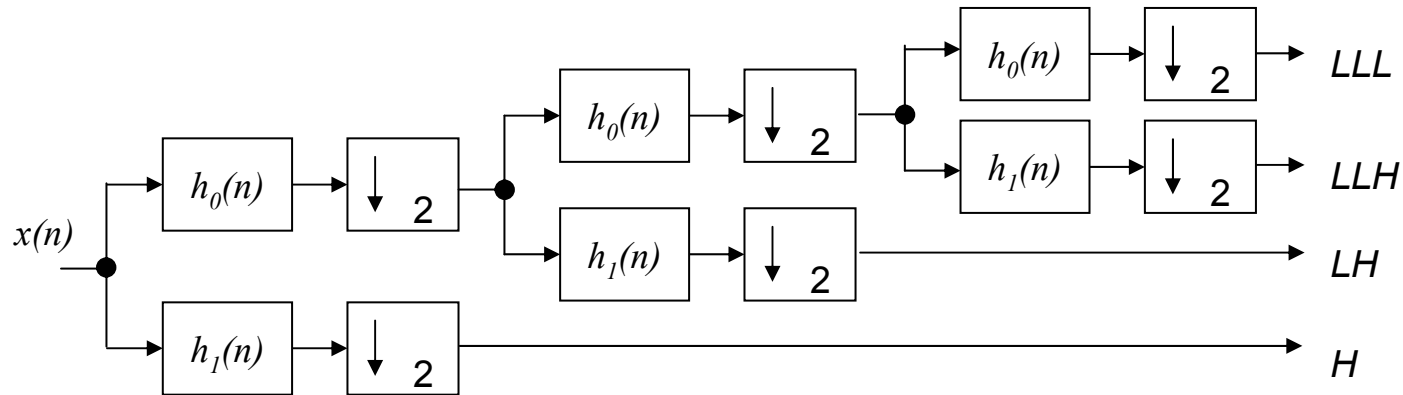 x(n)
h₀(n)
↓ 2
h₁(n)
↓ 2
h₀(n)
↓ 2
h₁(n)
↓ 2
h₀(n)
↓ 2
h₁(n)
↓ 2
LLL
LLH
LH
H